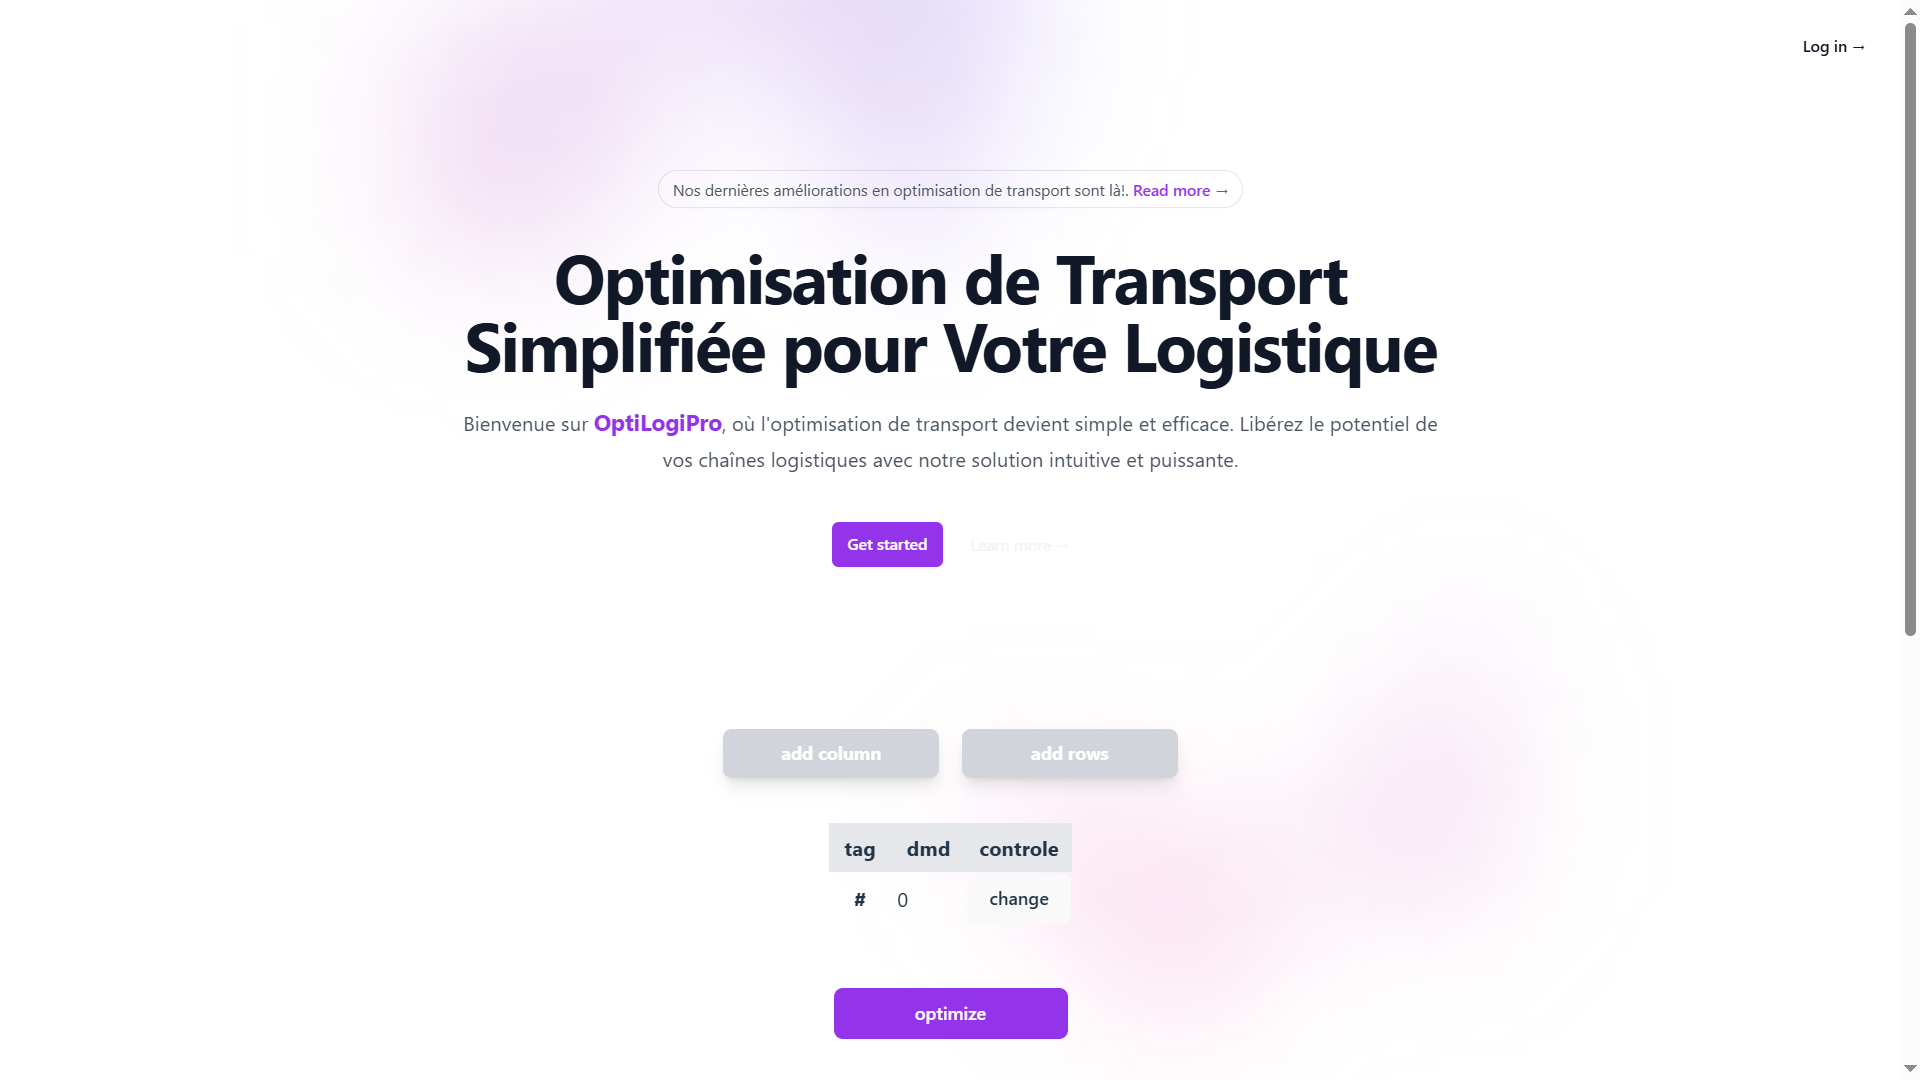 Log in →
Nos dernières améliorations en optimisation de transport sont là!. Read more →
Optimisation de Transport
Simplifiée pour Votre Logistique
Bienvenue sur OptiLogiPro, où l'optimisation de transport devient simple et efficace. Libérez le potentiel de
vos chaînes logistiques avec notre solution intuitive et puissante.
Get started Learn more →
add column add rows
tag dmd controle
# 0 change
optimize